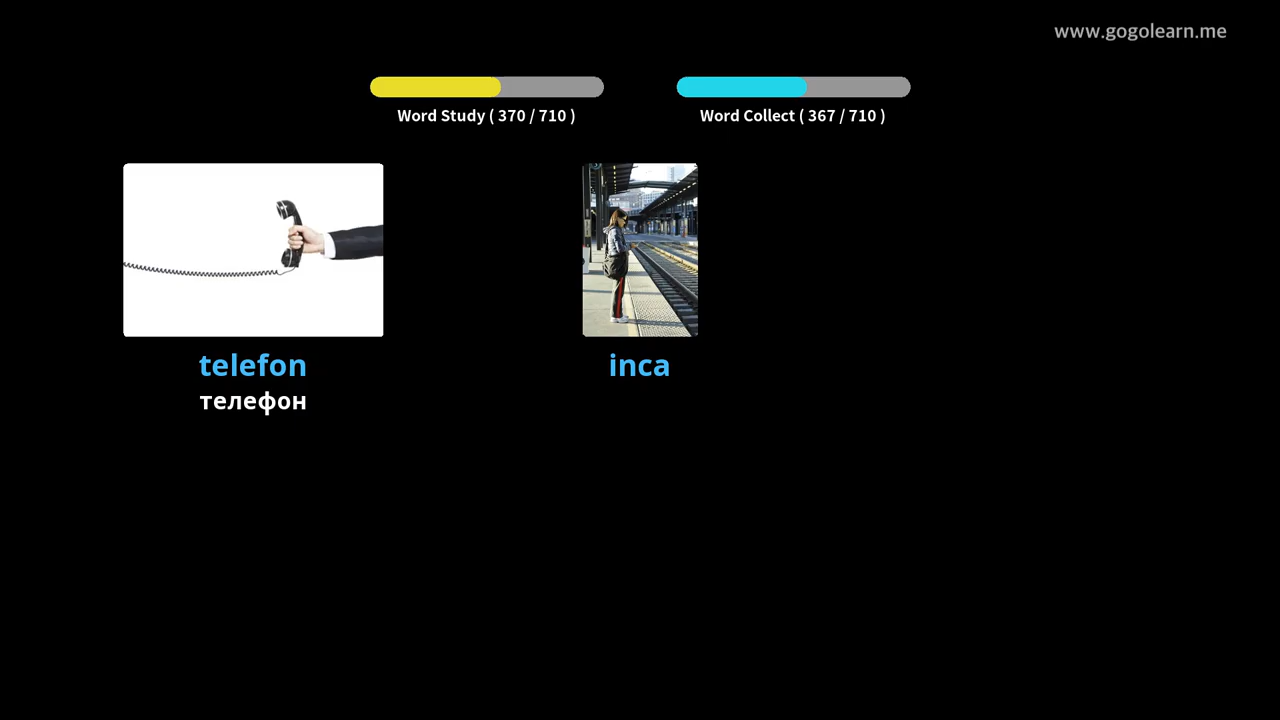 www.gogolearn.me
Word Study ( 370 / 710 )
Word Collect ( 367 / 710 )
telefon
телефон
inca